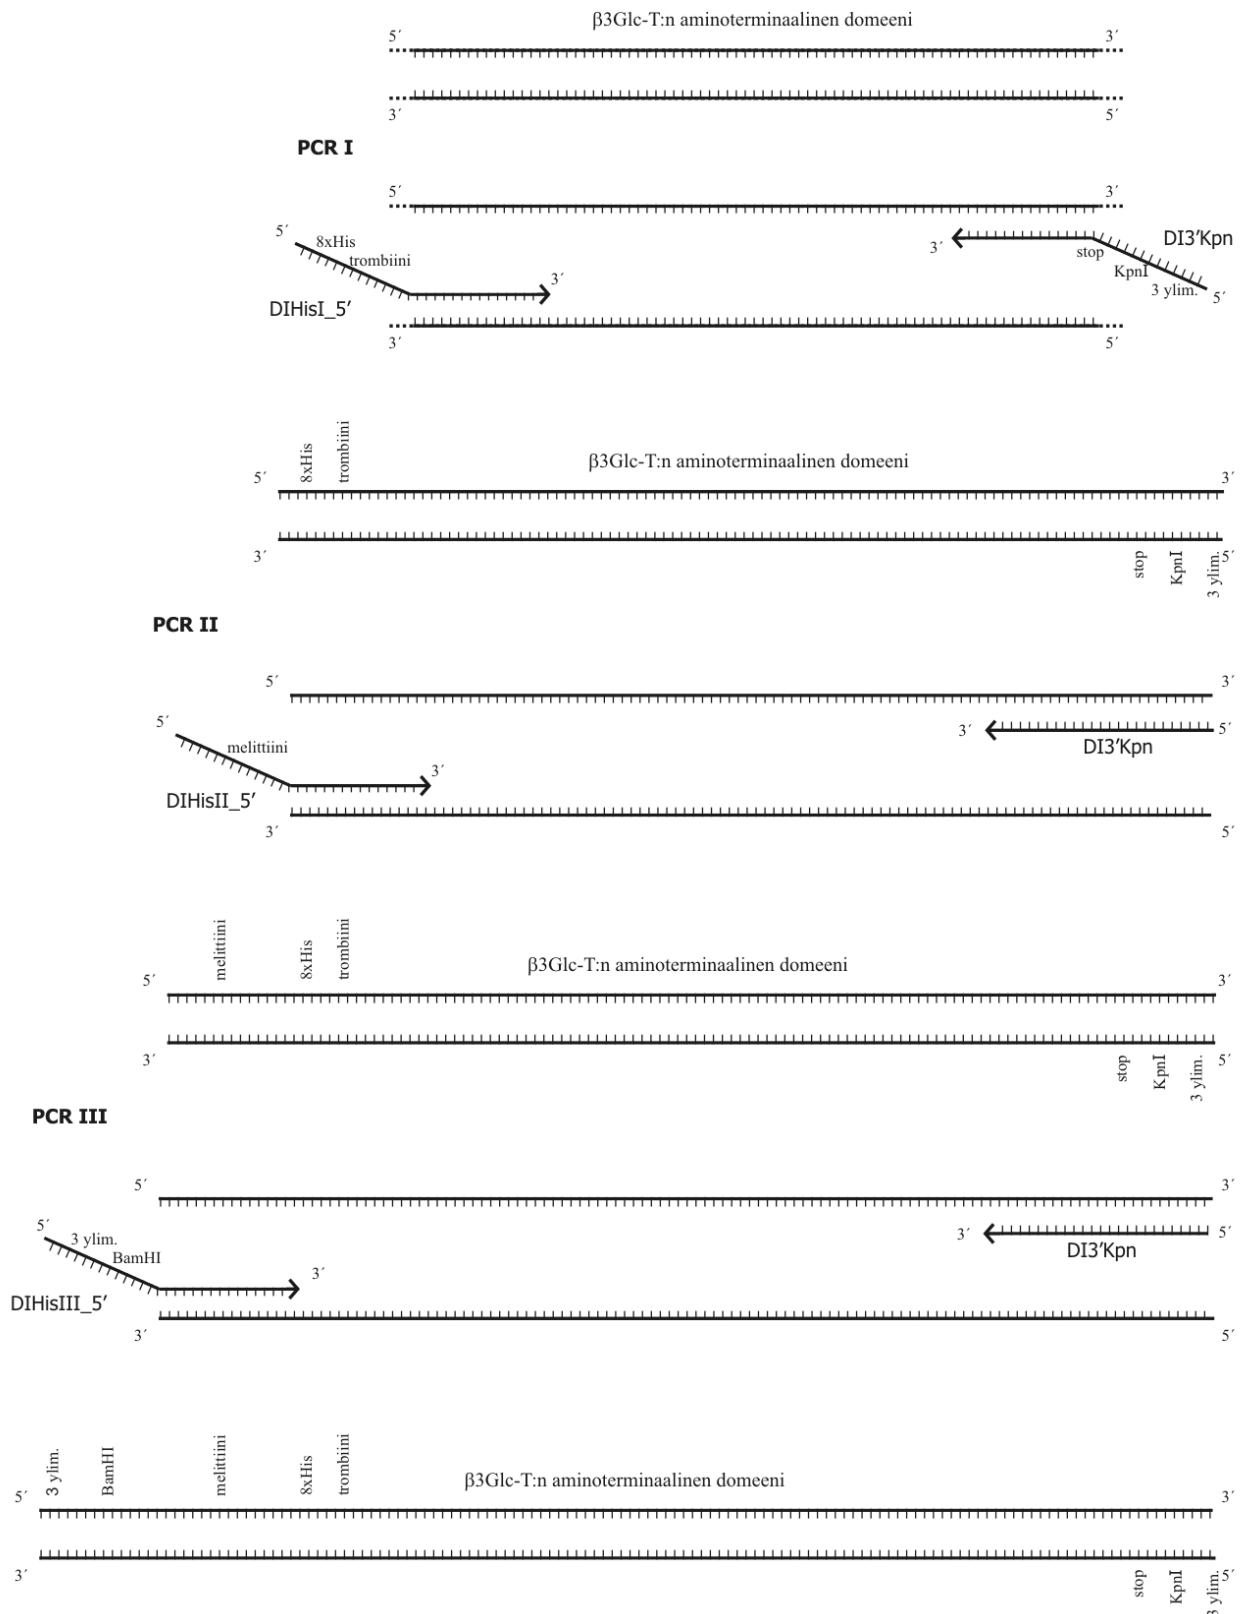 β3Glc-T:n aminoterminaalinen domeeni
5´ 3´
3´ 5´
PCR I
5´ 3´
5´ 8xHis trombiini 3´
DIHisI_5′
3´ DI3′Kpn
stop KpnI 3 ylim. 5´
3´ 5´
8xHis trombiini
β3Glc-T:n aminoterminaalinen domeeni
5´ 3´
3´ 5´
stop KpnI 3 ylim.
PCR II
5´ 3´
5´ melittiini 3´
DIHisII_5′
3´ 5´
DI3′Kpn
3´ 5´
melittiini 8xHis trombiini
β3Glc-T:n aminoterminaalinen domeeni
5´ 3´
3´ 5´
stop KpnI 3 ylim.
PCR III
5´ 3´
5´ 3 ylim. BamHI 3´
DIHisIII_5′
3´ 5´
DI3′Kpn
3´ 5´
3 ylim. BamHI melittiini 8xHis trombiini
β3Glc-T:n aminoterminaalinen domeeni
5´ 3´
3´ 5´
stop KpnI 3 ylim.